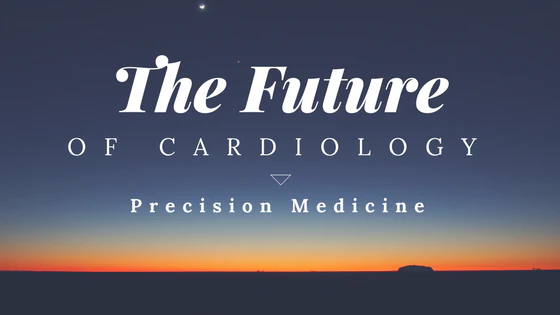 The Future
OF CARDIOLOGY
Precision Medicine